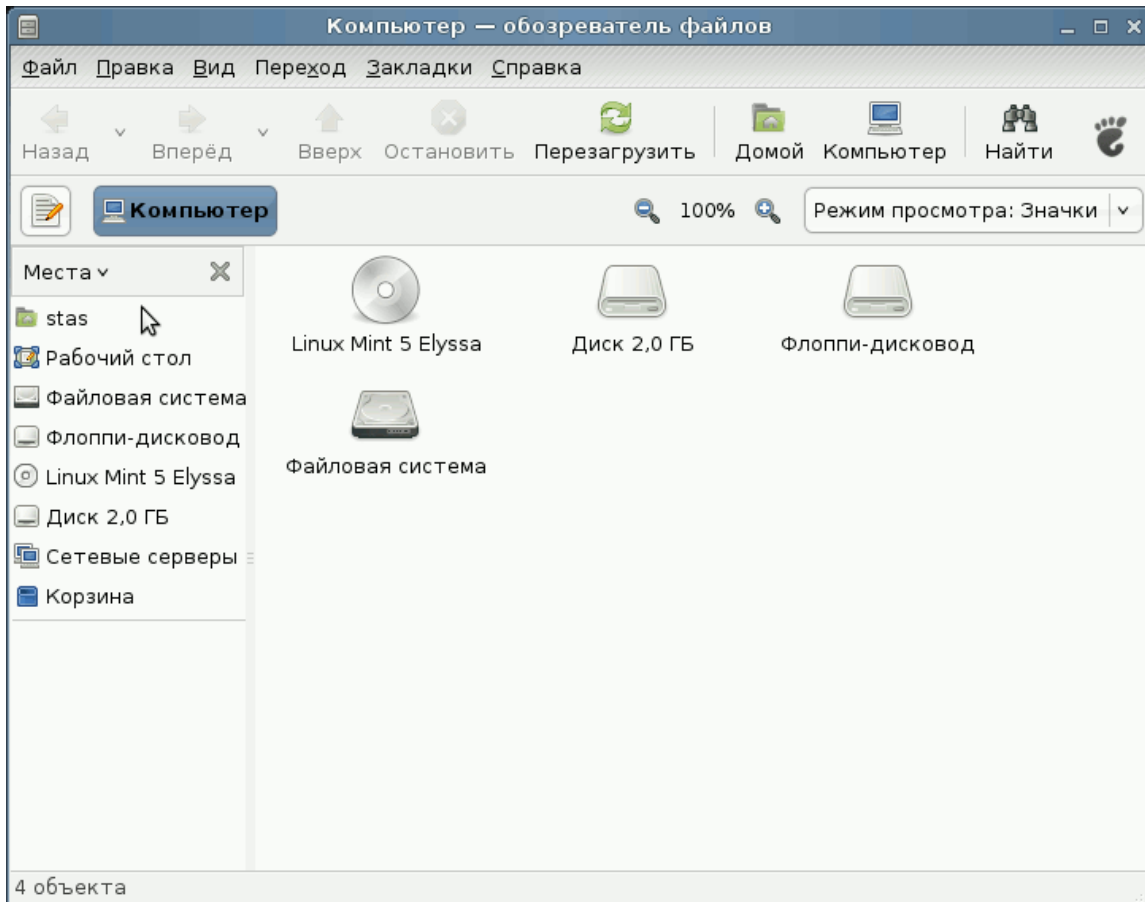 Компьютер — обозреватель файлов
Файл Правка Вид Переход Закладки Справка
Назад Вперёд Вверх Остановить Перезагрузить Домой Компьютер Найти
Компьютер 100% Режим просмотра: Значки
Места
stas
Рабочий стол
Файловая система
Флоппи-дисковод
Linux Mint 5 Elyssa
Диск 2,0 ГБ
Сетевые серверы
Корзина
Linux Mint 5 Elyssa Диск 2,0 ГБ Флоппи-дисковод
Файловая система
4 объекта